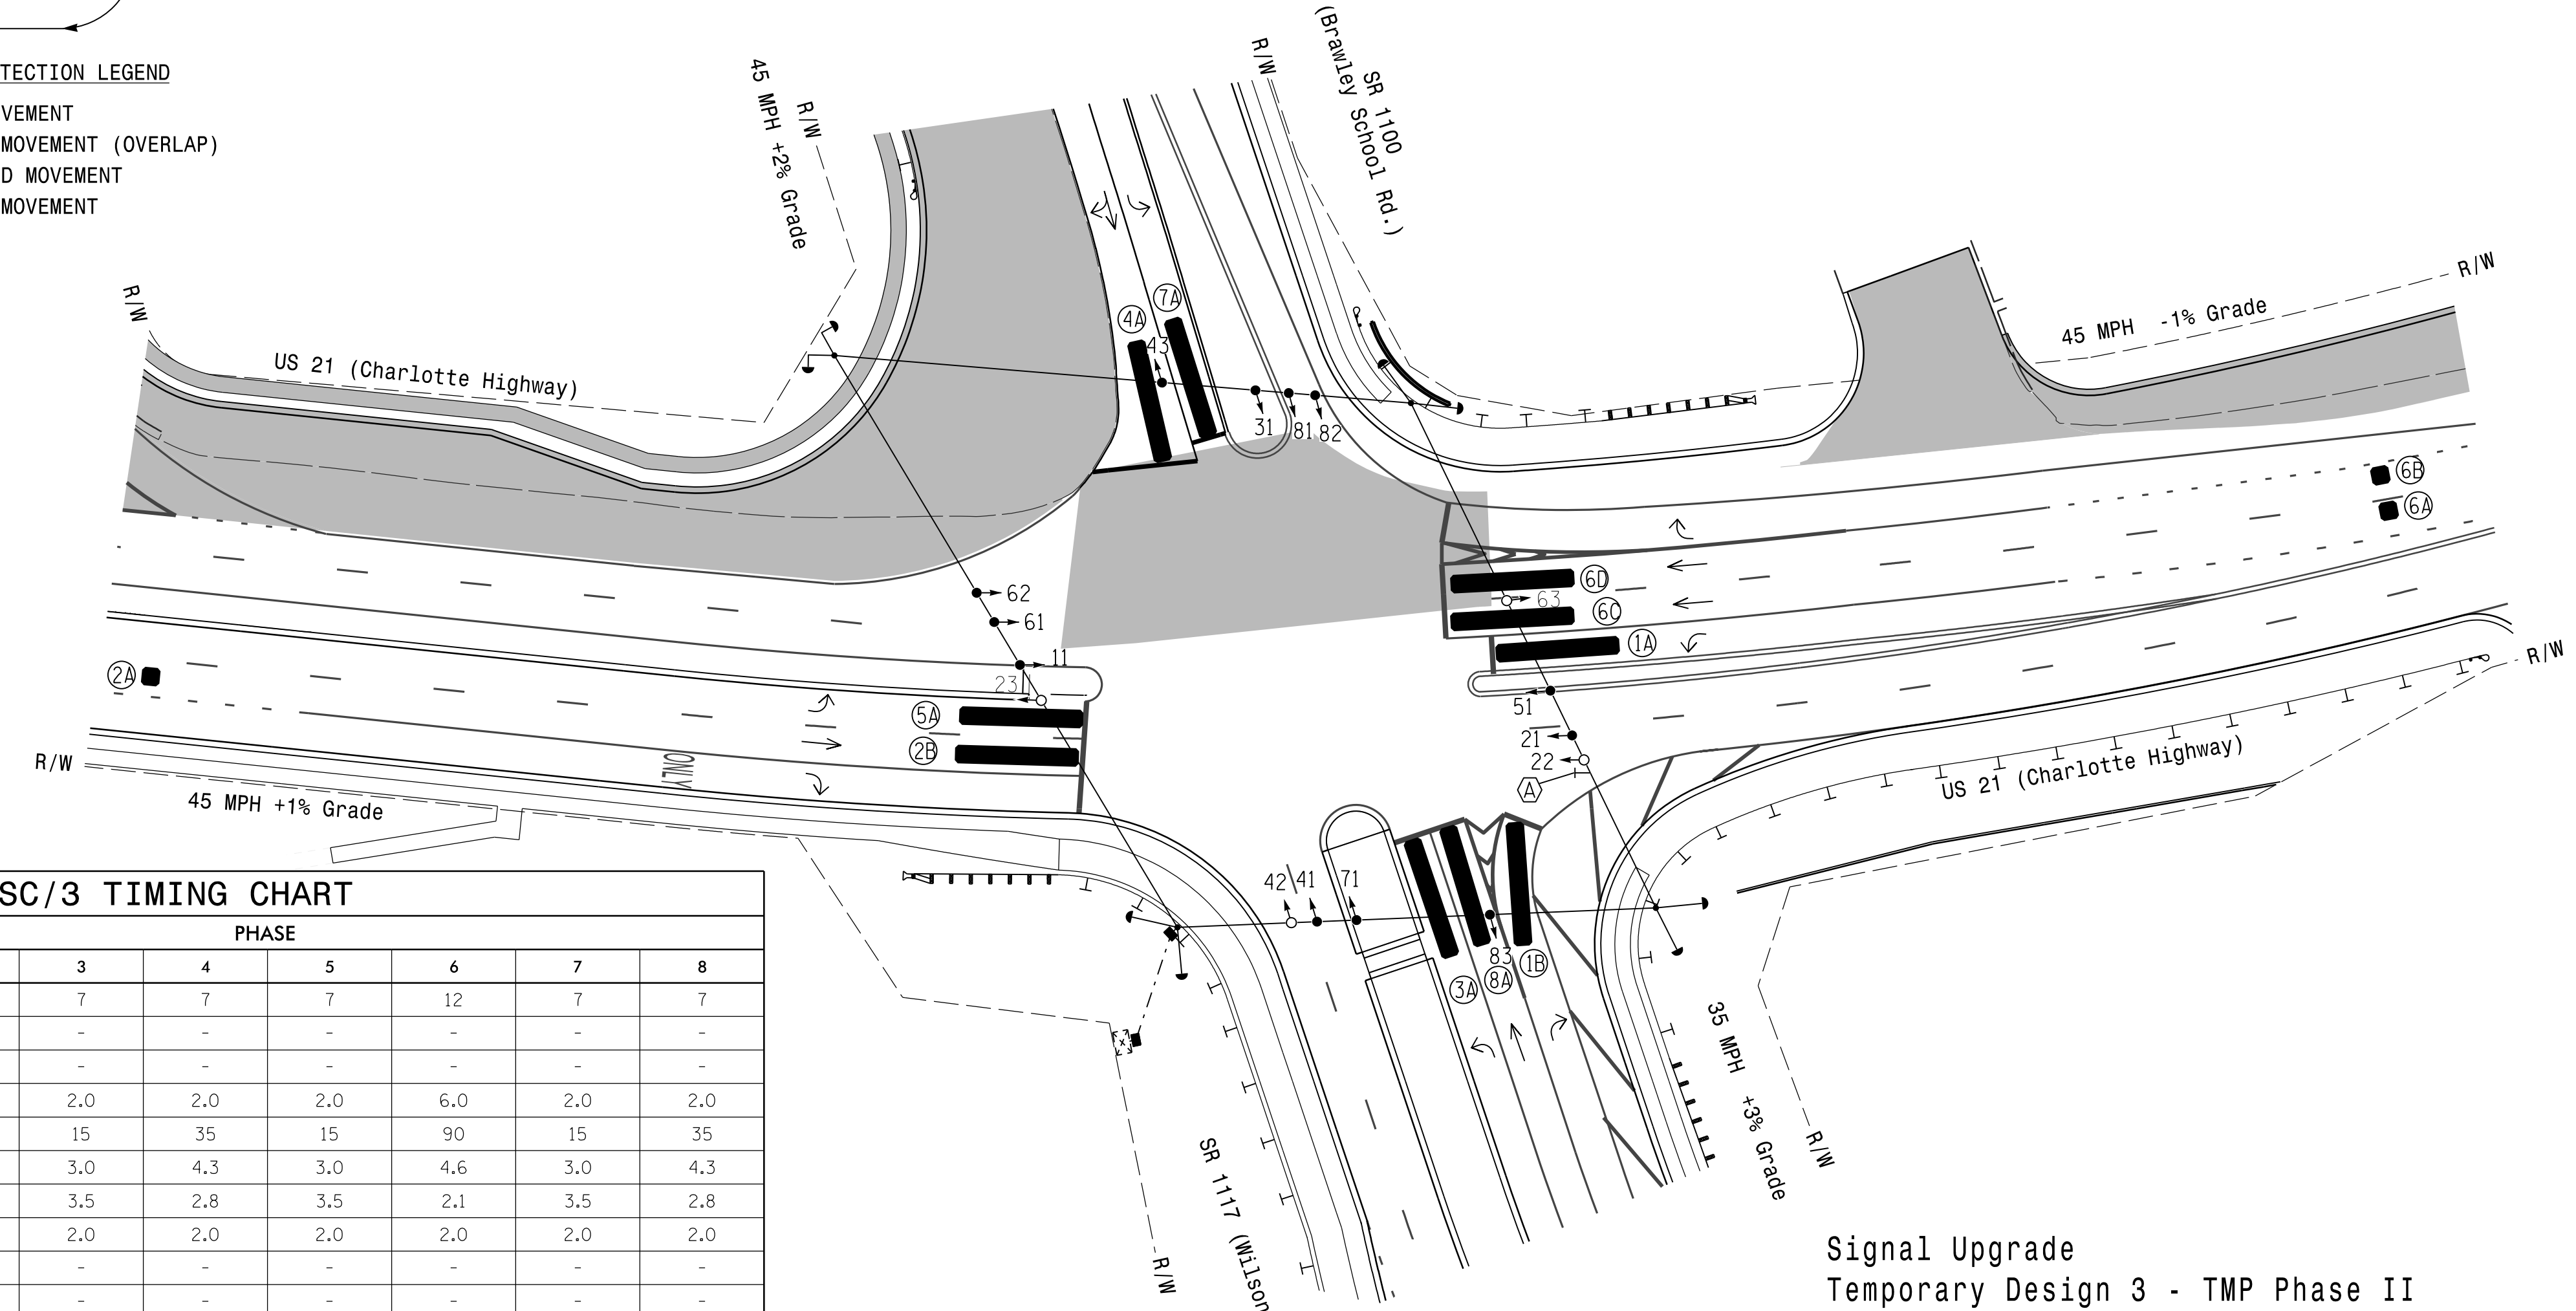 TECTION LEGEND
VEMENT
MOVEMENT (OVERLAP)
D MOVEMENT
MOVEMENT
45 MPH +2% Grade
R/W
R/W
SR 1100
(Brawley School Rd.)
R/W
US 21 (Charlotte Highway)
45 MPH -1% Grade
R/W
4A
7A
43
31
81
82
6B
6A
62
61
11
23
2A
5A
2B
ONLY
R/W
45 MPH +1% Grade
6D
63
6C
1A
51
21
22
A
US 21 (Charlotte Highway)
R/W
42
41
71
83
3A
8A
1B
35 MPH +3% Grade
R/W
SR 1117 (Wilson
R/W
SC/3 TIMING CHART
PHASE
3 4 5 6 7 8
7 7 7 12 7 7
- - - - - -
- - - - - -
2.0 2.0 2.0 6.0 2.0 2.0
15 35 15 90 15 35
3.0 4.3 3.0 4.6 3.0 4.3
3.5 2.8 3.5 2.1 3.5 2.8
2.0 2.0 2.0 2.0 2.0 2.0
- - - - - -
- - - - - -
Signal Upgrade
Temporary Design 3 - TMP Phase II